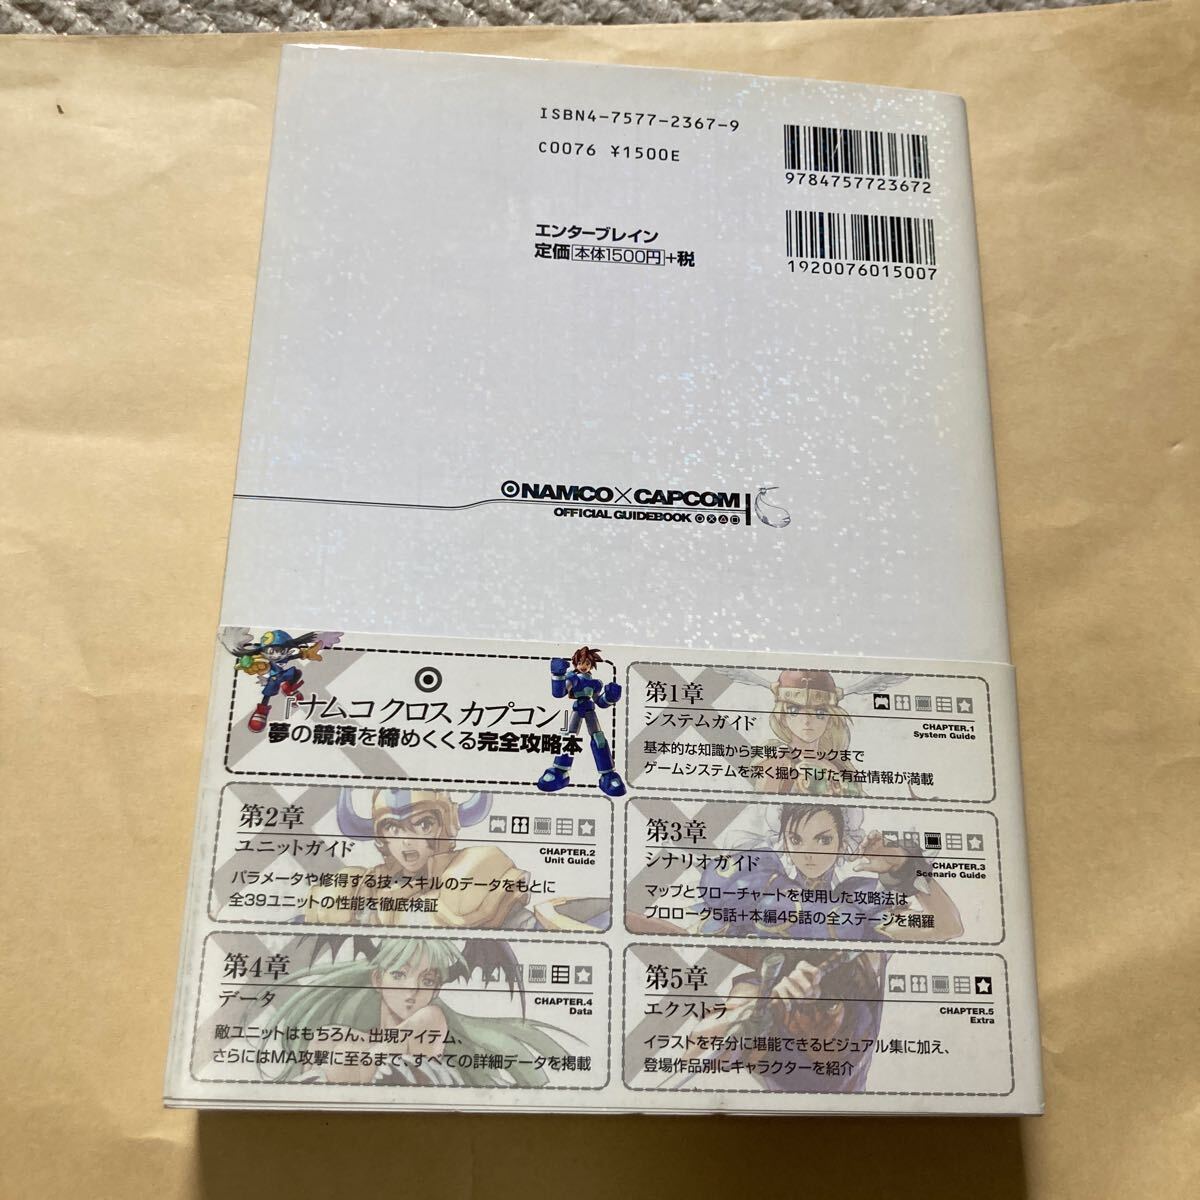 ISBN4-7577-2367-9
C0076 ¥1500E
9784757723672
エンターブレイン
定価 本体1500円+税
1920076015007
NAMCO×CAPCOM
OFFICIAL GUIDEBOOK
『ナムコ クロス カプコン』
夢の競演を締めくくる完全攻略本
第1章
システムガイド
CHAPTER.1
System Guide
基本的な知識から実戦テクニックまで
ゲームシステムを深く掘り下げた有益情報が満載
第2章
ユニットガイド
CHAPTER.2
Unit Guide
パラメータや修得する技・スキルのデータをもとに
全39ユニットの性能を徹底検証
第3章
シナリオガイド
CHAPTER.3
Scenario Guide
マップとフローチャートを使用した攻略法は
プロローグ5話+本編45話の全ステージを網羅
第4章
データ
CHAPTER.4
Data
敵ユニットはもちろん、出現アイテム、
さらにはMA攻撃に至るまで、すべての詳細データを掲載
第5章
エクストラ
CHAPTER.5
Extra
イラストを存分に堪能できるビジュアル集に加え、
登場作品別にキャラクターを紹介